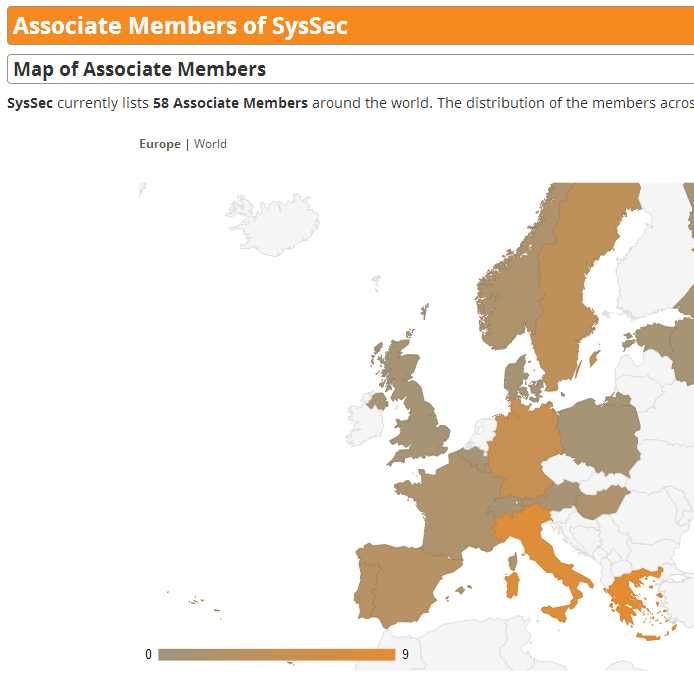 Associate Members of SysSec
Map of Associate Members
SysSec currently lists 58 Associate Members around the world. The distribution of the members acros
Europe | World
0 9